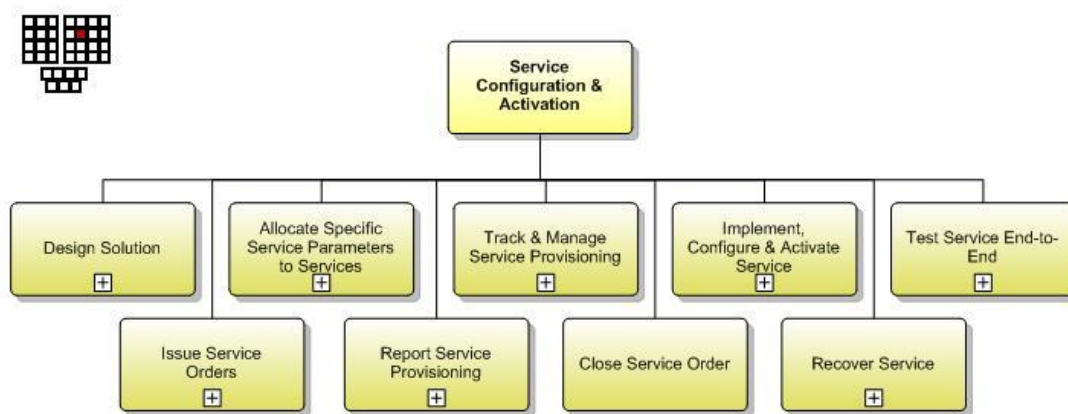 Service
Configuration &
Activation
Design Solution
Allocate Specific
Service Parameters
to Services
Track & Manage
Service Provisioning
Implement,
Configure & Activate
Service
Test Service End-to-
End
Issue Service
Orders
Report Service
Provisioning
Close Service Order
Recover Service